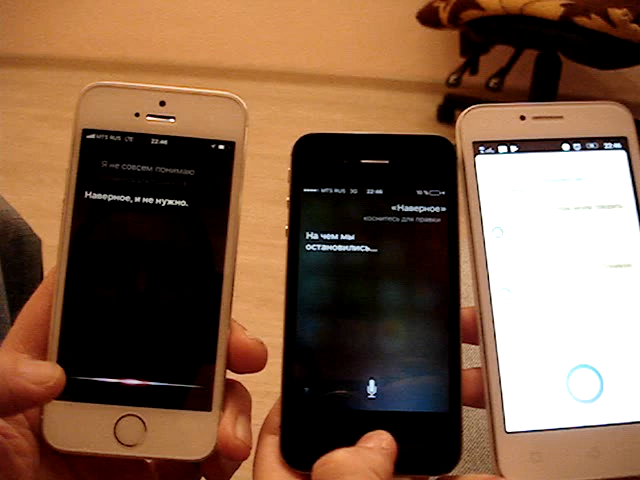 MTS RUS LTE 22:46
Я не совсем понимаю
Наверное, и не нужно.
MTS RUS 3G 22:46
«Наверное»
коснитесь для правки
На чем мы
остановились...
22:46